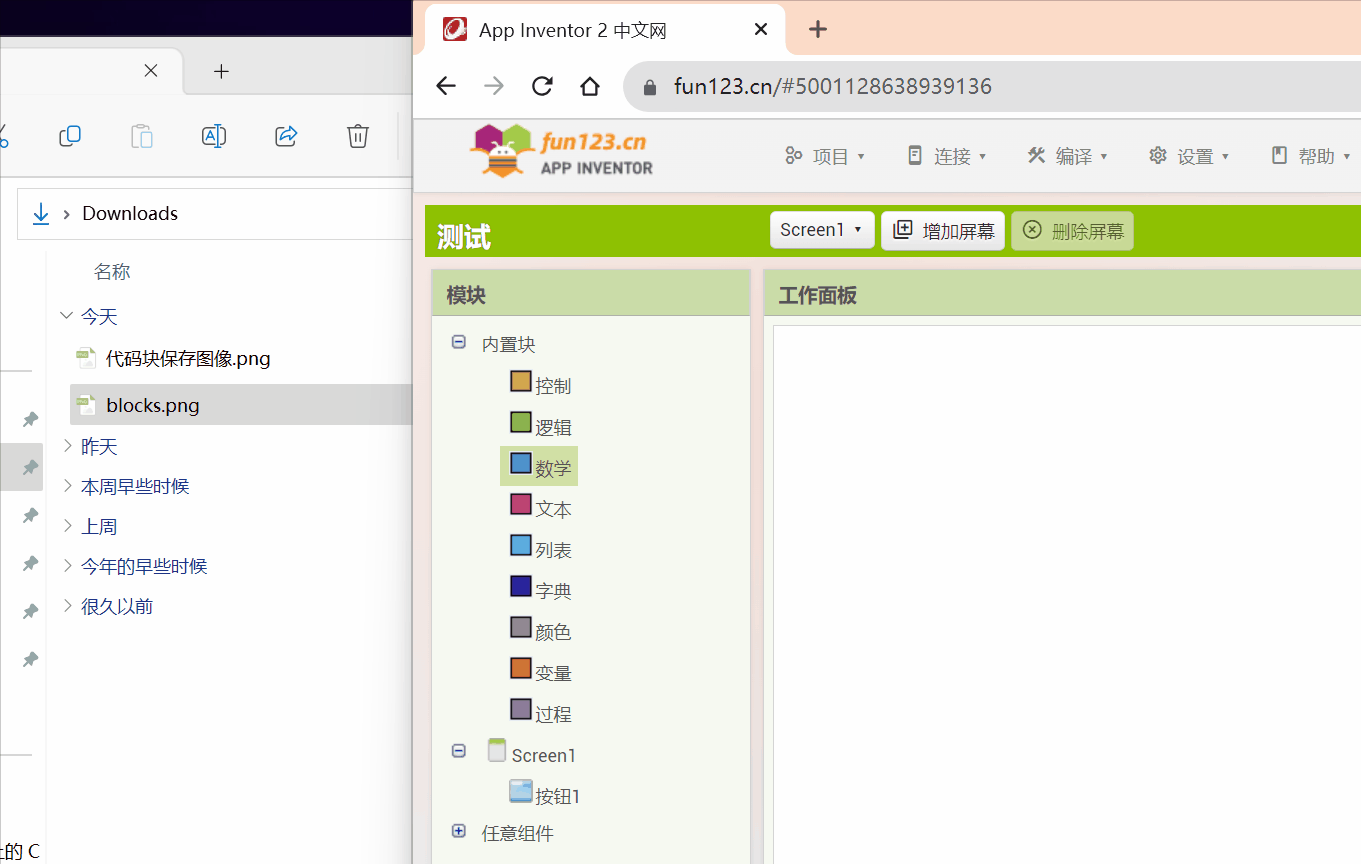 App Inventor 2 中文网
fun123.cn/#5001128638939136
fun123.cn
APP INVENTOR
项目
连接
编译
设置
帮助
Downloads
名称
今天
代码块保存图像.png
blocks.png
昨天
本周早些时候
上周
今年的早些时候
很久以前
的 C
测试
Screen1
增加屏幕
删除屏幕
模块
工作面板
内置块
控制
逻辑
数学
文本
列表
字典
颜色
变量
过程
Screen1
按钮1
任意组件